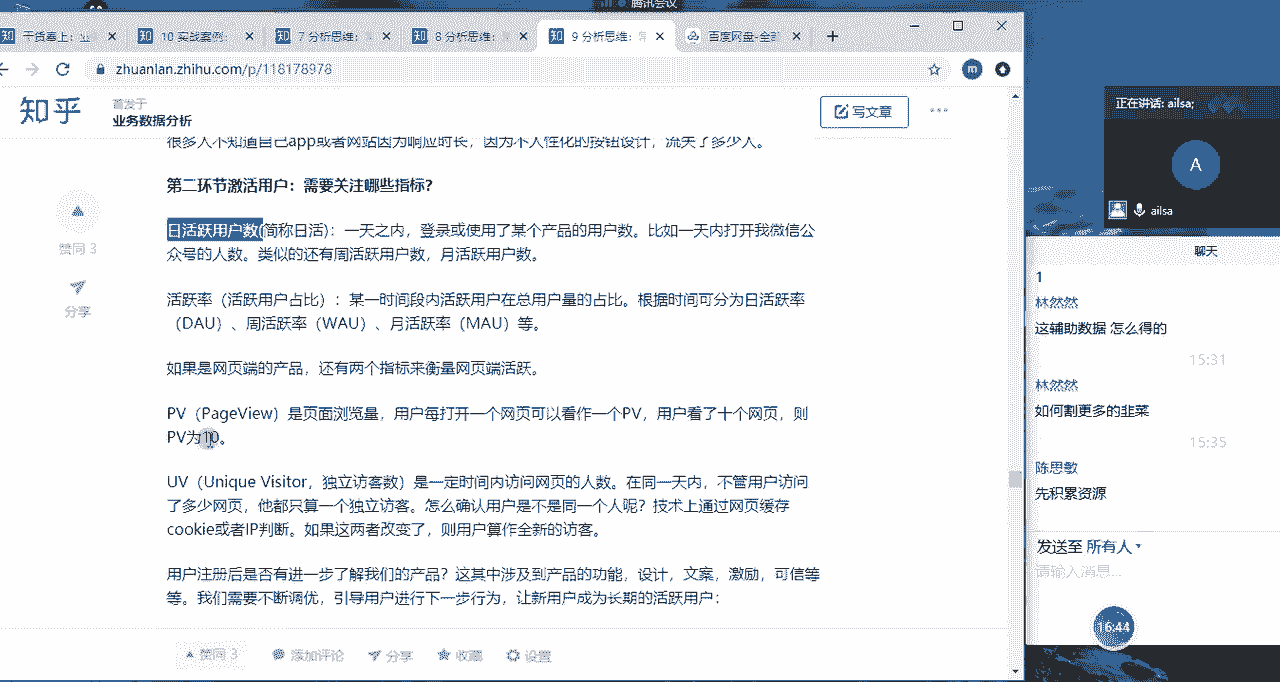 腾讯会议
干货奉上：
10 实战案例：
7 分析思维：
8 分析思维：
9 分析思维：
百度网盘-全部
zhuanlan.zhihu.com/p/118178978
m
知乎
首发于
业务数据分析
写文章
很多人不知道自己app或者网站因为响应时长，因为不人性化的按钮设计，流失了多少人。
第二环节激活用户：需要关注哪些指标？
日活跃用户数(简称日活)：一天之内，登录或使用了某个产品的用户数。比如一天内打开我微信公
众号的人数。类似的还有周活跃用户数，月活跃用户数。
活跃率（活跃用户占比）：某一时间段内活跃用户在总用户量的占比。根据时间可分为日活跃率
（DAU）、周活跃率（WAU）、月活跃率（MAU）等。
如果是网页端的产品，还有两个指标来衡量网页端活跃。
PV（PageView）是页面浏览量，用户每打开一个网页可以看作一个PV，用户看了十个网页，则
PV为10。
UV（Unique Visitor，独立访客数）是一定时间内访问网页的人数。在同一天内，不管用户访问
了多少网页，他都只算一个独立访客。怎么确认用户是不是同一个人呢？技术上通过网页缓存
cookie或者IP判断。如果这两者改变了，则用户算作全新的访客。
用户注册后是否有进一步了解我们的产品？这其中涉及到产品的功能，设计，文案，激励，可信等
等。我们需要不断调优，引导用户进行下一步行为，让新用户成为长期的活跃用户：
赞同 3
分享
赞同 3
添加评论
分享
收藏
设置
正在讲话: ailsa;
A
ailsa
聊天
1
林然然
这辅助数据 怎么得的
15:31
林然然
如何割更多的韭菜
15:35
陈思敏
先积累资源
发送至 所有人
请输入消息...
16:44